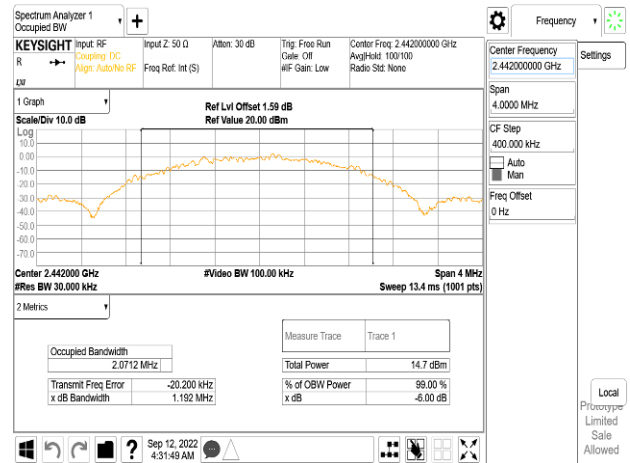 Spectrum Analyzer 1
Occupied BW
Frequency
KEYSIGHT
R
LXI
Input: RF
Coupling: DC
Align: Auto/No RF
Input Z: 50 Ω
Freq Ref: Int (S)
Atten: 30 dB
Trig: Free Run
Gate: Off
#IF Gain: Low
Center Freq: 2.442000000 GHz
Avg|Hold: 100/100
Radio Std: None
Center Frequency
2.442000000 GHz
Settings
Span
4.0000 MHz
CF Step
400.000 kHz
Auto
Man
Freq Offset
0 Hz
1 Graph
Scale/Div 10.0 dB
Ref Lvl Offset 1.59 dB
Ref Value 20.00 dBm
Log
10.0
0.00
-10.0
-20.0
-30.0
-40.0
-50.0
-60.0
-70.0
Center 2.442000 GHz
#Res BW 30.000 kHz
#Video BW 100.00 kHz
Span 4 MHz
Sweep 13.4 ms (1001 pts)
2 Metrics
Measure Trace Trace 1
Occupied Bandwidth
2.0712 MHz
Total Power 14.7 dBm
Transmit Freq Error -20.200 kHz
x dB Bandwidth 1.192 MHz
% of OBW Power 99.00 %
x dB -6.00 dB
Local
Prototype
Limited
Sale
Allowed
?
Sep 12, 2022
4:31:49 AM